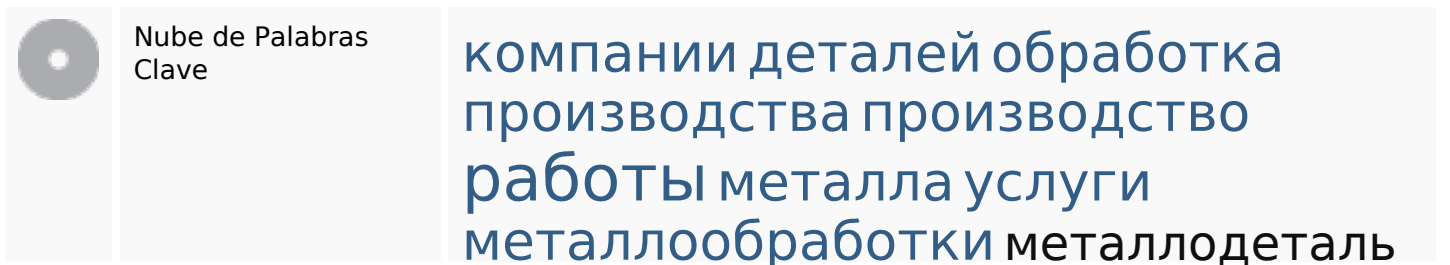 Nube de Palabras
Clave
компании деталей обработка
производства производство
работы металла услуги
металлообработки металлодеталь